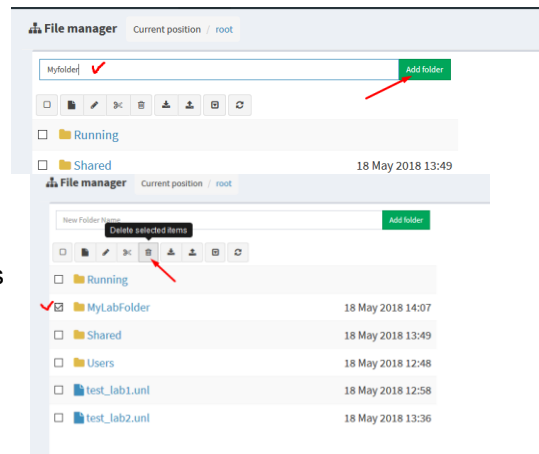 File manager Current position / root
Myfolder Add folder
Running
Shared 18 May 2018 13:49
File manager Current position / root
New Folder Name Add folder
Delete selected items
Running
MyLabFolder 18 May 2018 14:07
s
Shared 18 May 2018 13:49
Users 18 May 2018 12:48
test_lab1.unl 18 May 2018 12:58
test_lab2.unl 18 May 2018 13:36